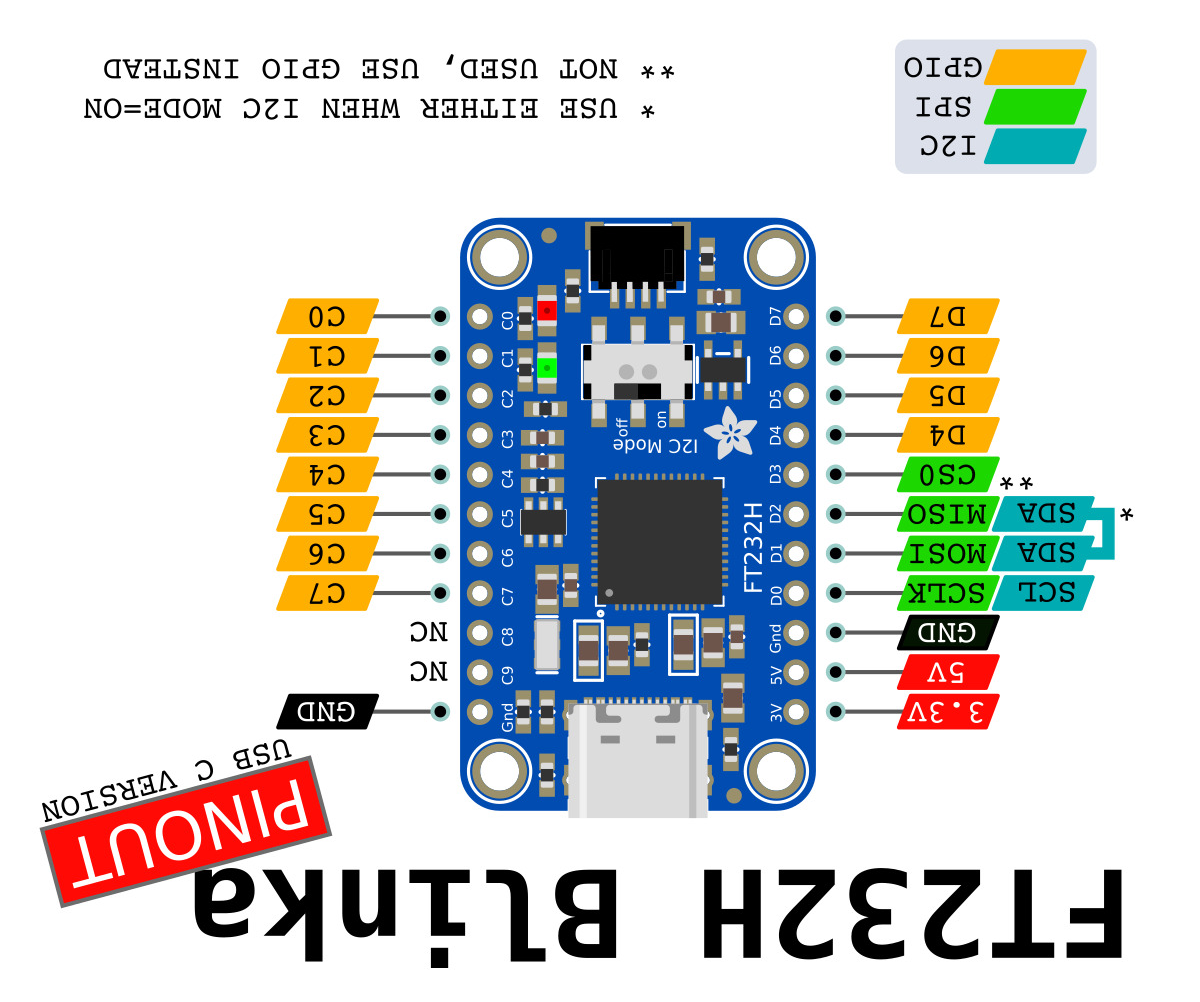 FT232H Blinka
PINOUT
USB C VERSION
3.3V
5V
GND
SCL SCLK
SDA MOSI
* SDA MISO
** CS0
D4
D5
D6
D7
3V
5V
Gnd
D0
D1
D2
D3
D4
D5
D6
D7
FT232H
I2C Mode
on
off
Gnd
C9
C8
C7
C6
C5
C4
C3
C2
C1
C0
GND
NC
NC
C7
C6
C5
C4
C3
C2
C1
C0
I2C
SPI
GPIO
* USE EITHER WHEN I2C MODE=ON
** NOT USED, USE GPIO INSTEAD